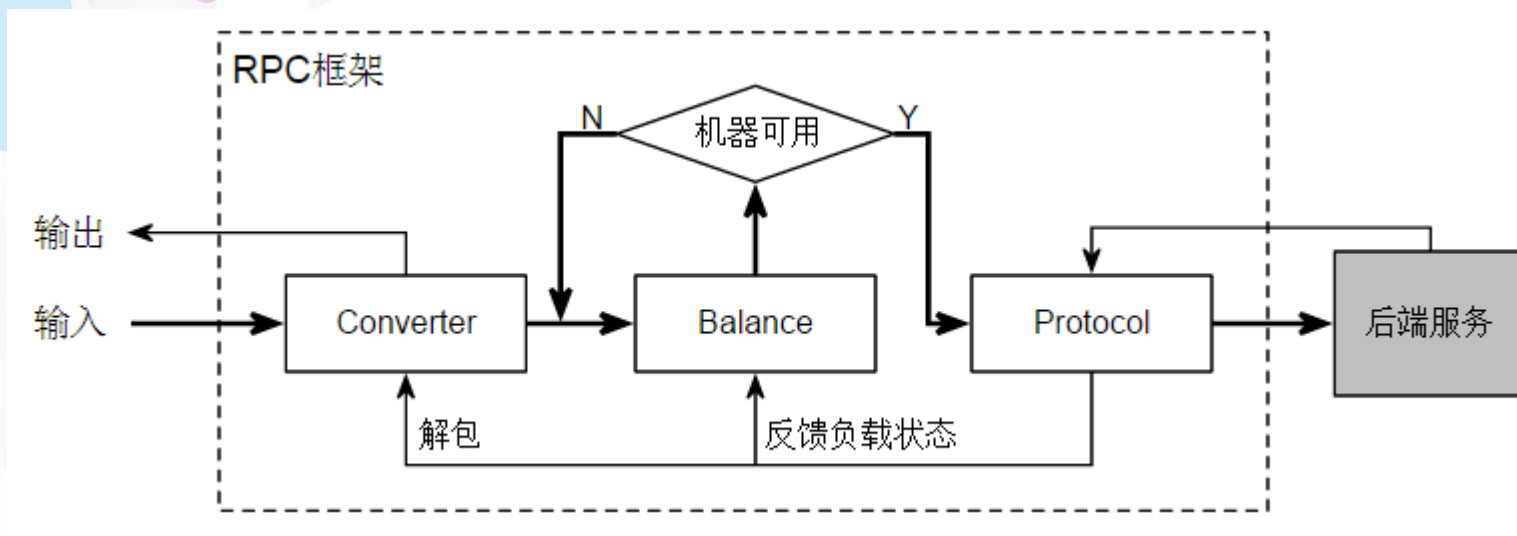 RPC框架
N
机器可用
Y
输出
输入
Converter
Balance
Protocol
后端服务
解包
反馈负载状态